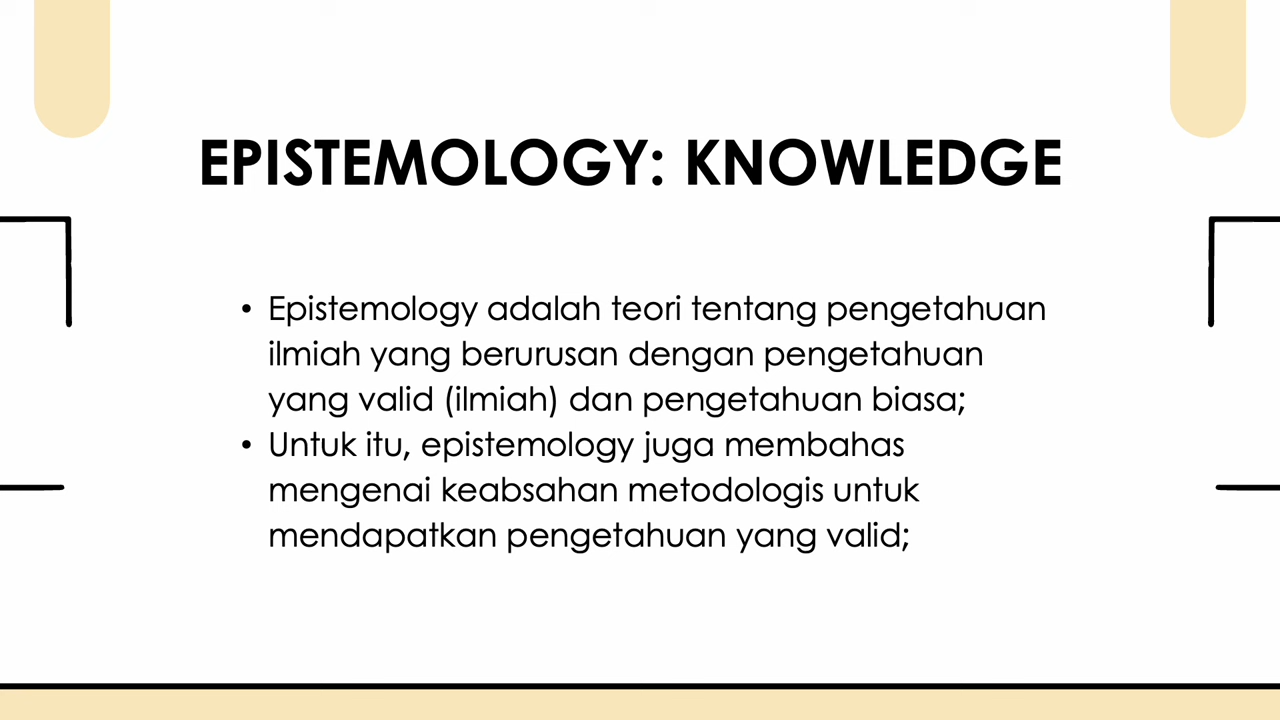 EPISTEMOLOGY: KNOWLEDGE
• Epistemology adalah teori tentang pengetahuan
ilmiah yang berurusan dengan pengetahuan
yang valid (ilmiah) dan pengetahuan biasa;
• Untuk itu, epistemology juga membahas
mengenai keabsahan metodologis untuk
mendapatkan pengetahuan yang valid;